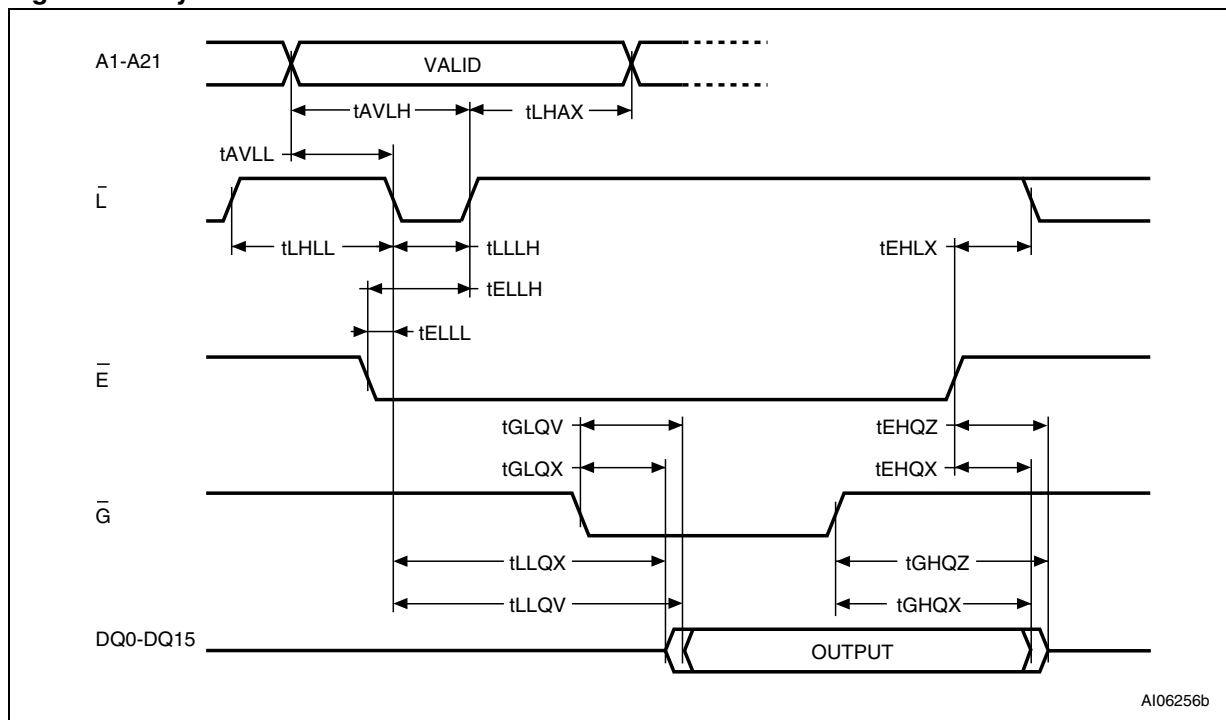 A1-A21
VALID
tAVLH
tLHAX
tAVLL
L̅
tLHLL
tLLLH
tEHLX
tELLH
tELLL
E̅
tGLQV
tEHQZ
tGLQX
tEHQX
G̅
tLLQX
tGHQZ
tLLQV
tGHQX
DQ0-DQ15
OUTPUT
AI06256b